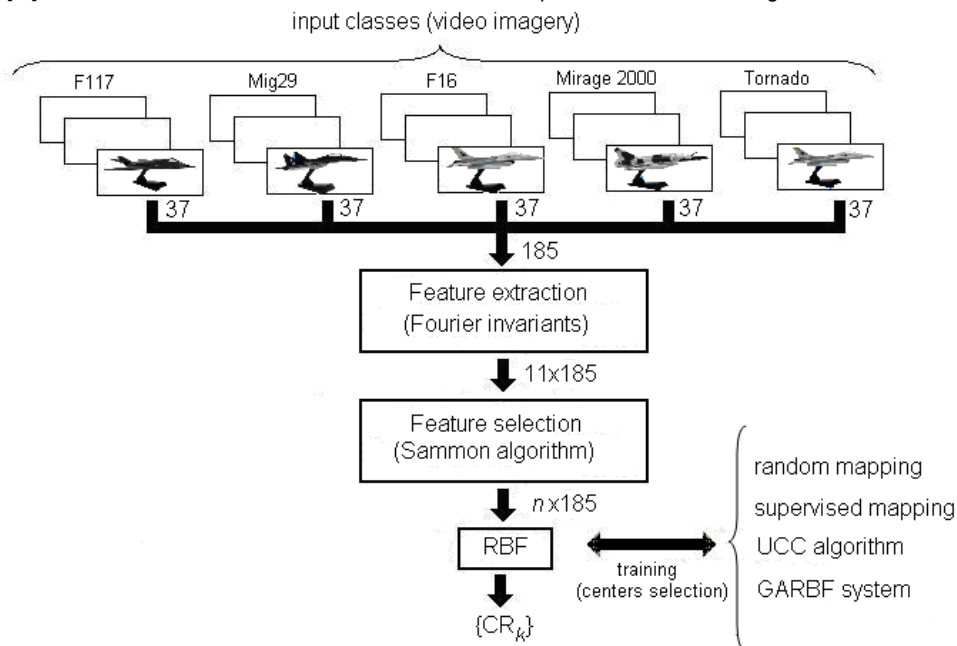 input classes (video imagery)
F117 Mig29 F16 Mirage 2000 Tornado
37 37 37 37 37
185
Feature extraction
(Fourier invariants)
11x185
Feature selection
(Sammon algorithm)
n x185
RBF
training
(centers selection)
random mapping
supervised mapping
UCC algorithm
GARBF system
{CRk}